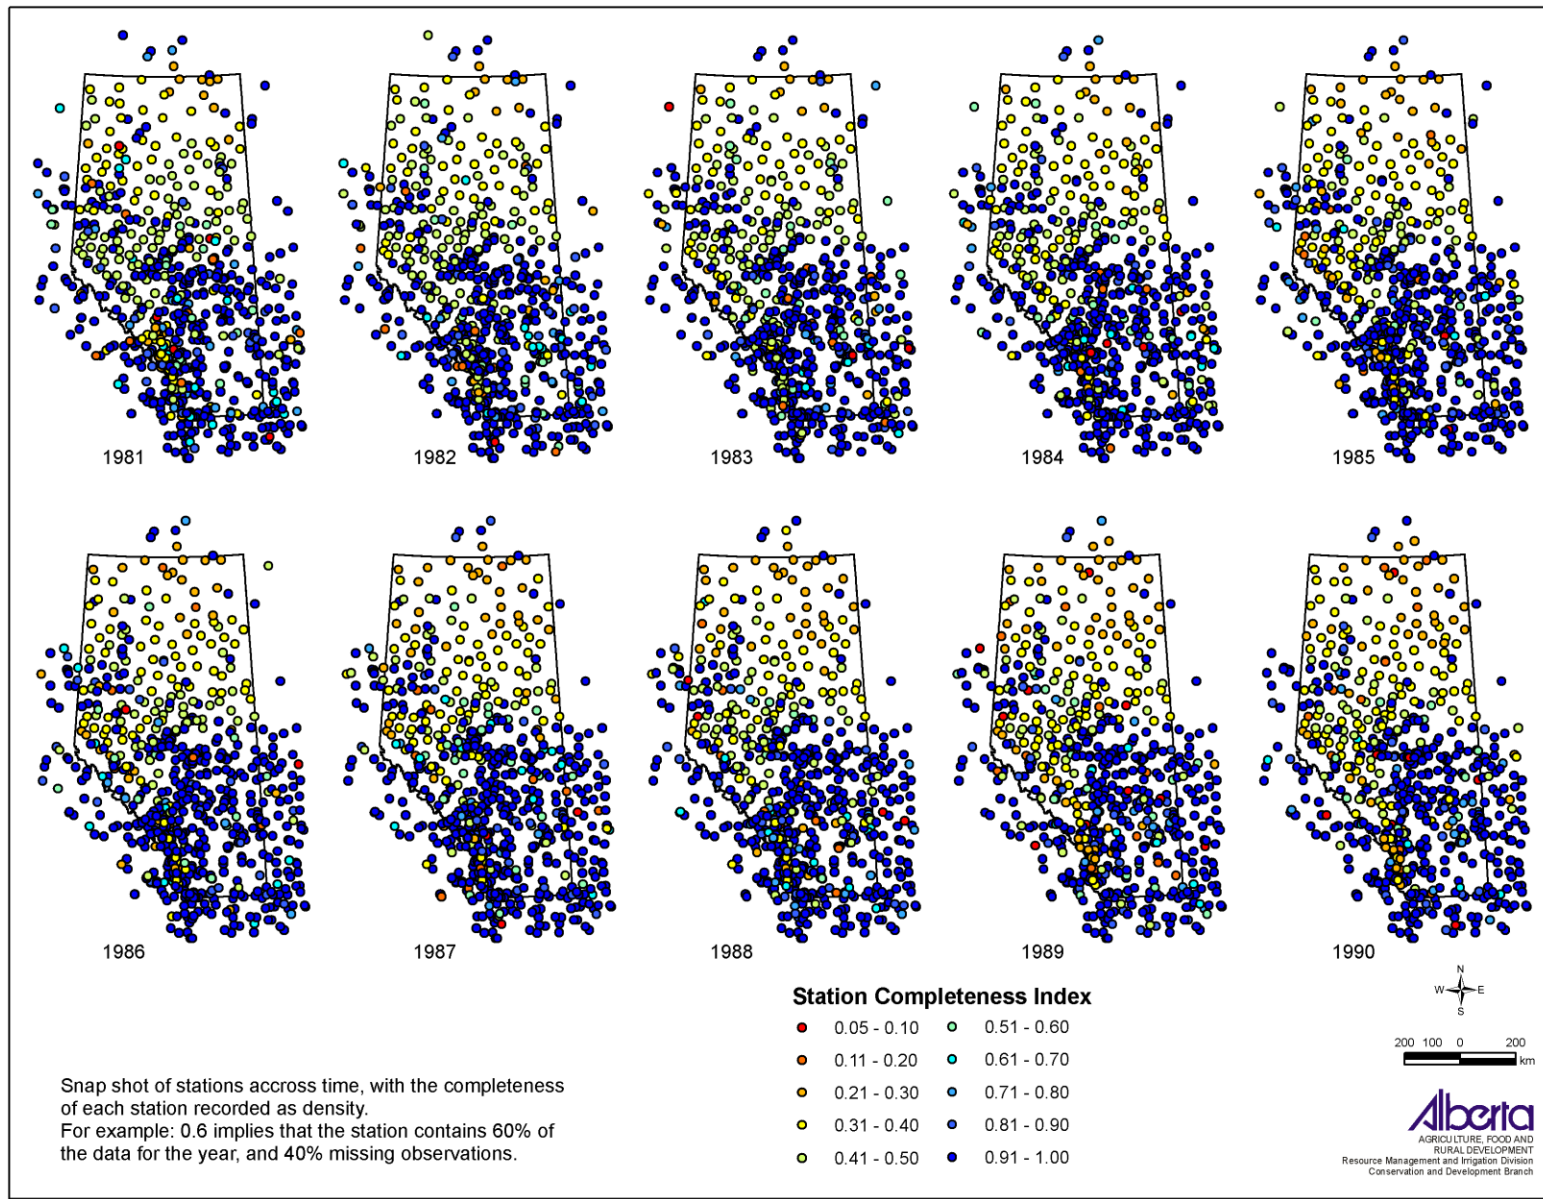 1981
1982
1983
1984
1985
1986
1987
1988
1989
1990
Station Completeness Index
0.05 - 0.10
0.51 - 0.60
0.11 - 0.20
0.61 - 0.70
0.21 - 0.30
0.71 - 0.80
0.31 - 0.40
0.81 - 0.90
0.41 - 0.50
0.91 - 1.00
N
W E
S
200 100 0 200
km
Snap shot of stations accross time, with the completeness
of each station recorded as density.
For example: 0.6 implies that the station contains 60% of
the data for the year, and 40% missing observations.
Alberta
AGRICULTURE, FOOD AND
RURAL DEVELOPMENT
Resource Management and Irrigation Division
Conservation and Development Branch